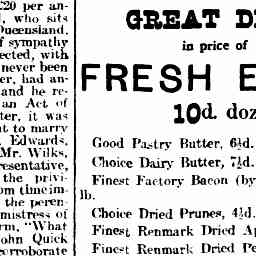 £20 per an-
, who sits
Queensland.
f sympathy
ected, with
never been
er, had an-
and he re-
an Act of
ter, it was
t to marry
Edwards,
Mr. Wilks,
resentative,
the privi-
om time im-
the peren-
mistress of
rm, "What
ohn Quick
corroborate
GREAT D
in price of
FRESH E
10d. doz
Good Pastry Butter, 6½d.
Choice Dairy Butter, 7½d.
Finest Factory Bacon (by
lb.
Choice Dried Prunes, 4½d.
Finest Renmark Dried Ap
Finest Renmark Dried Pe